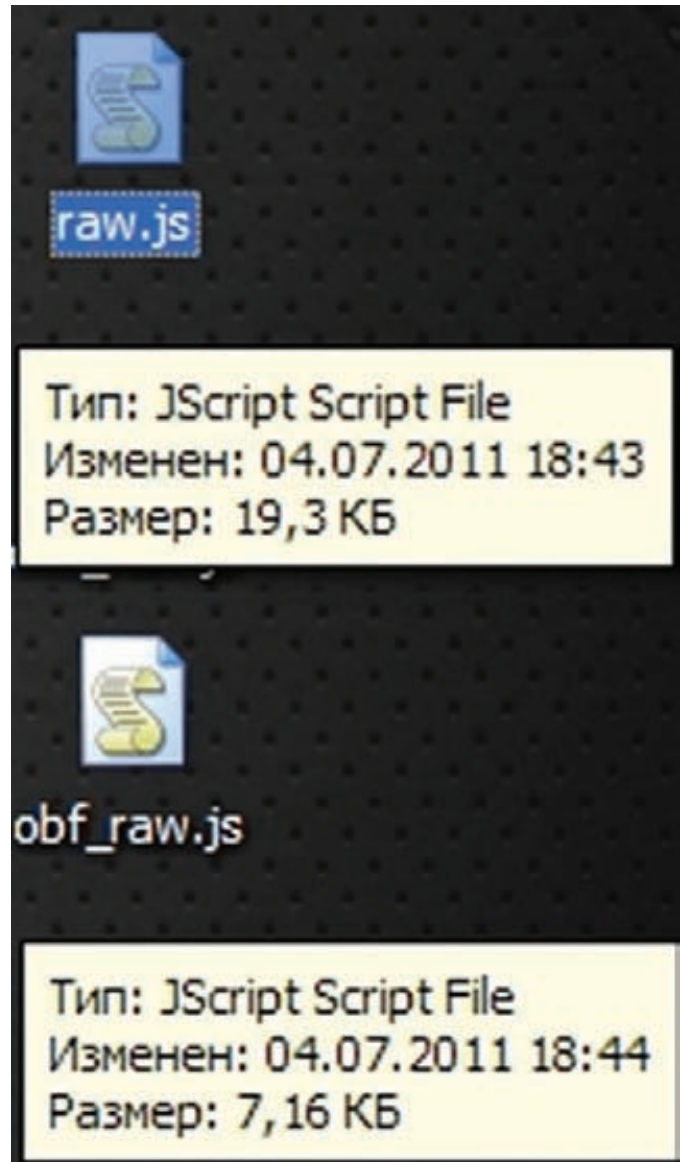 raw.js
Тип: JScript Script File
Изменен: 04.07.2011 18:43
Размер: 19,3 КБ
obf_raw.js
Тип: JScript Script File
Изменен: 04.07.2011 18:44
Размер: 7,16 КБ